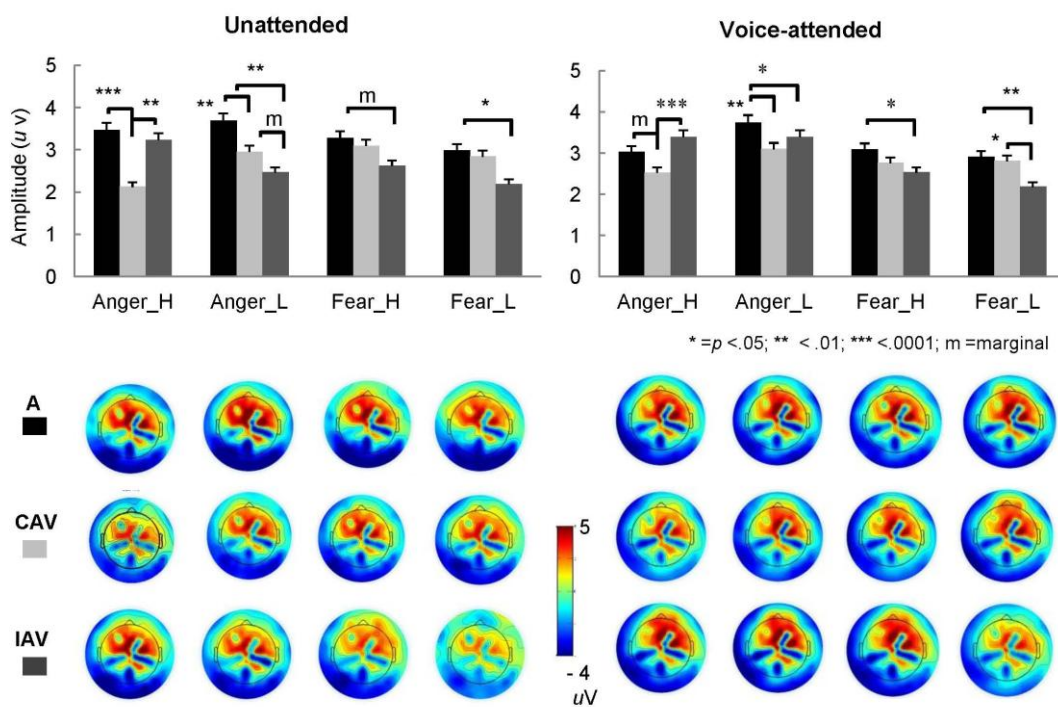 Unattended
Voice-attended
Amplitude (u v)
5
4
3
2
1
0
*** ** ** ** m m *
Anger_H Anger_L Fear_H Fear_L
5
4
3
2
1
0
m *** ** * * * **
Anger_H Anger_L Fear_H Fear_L
* =p <.05; ** < .01; *** <.0001; m =marginal
A
CAV
IAV
5
- 4
uV